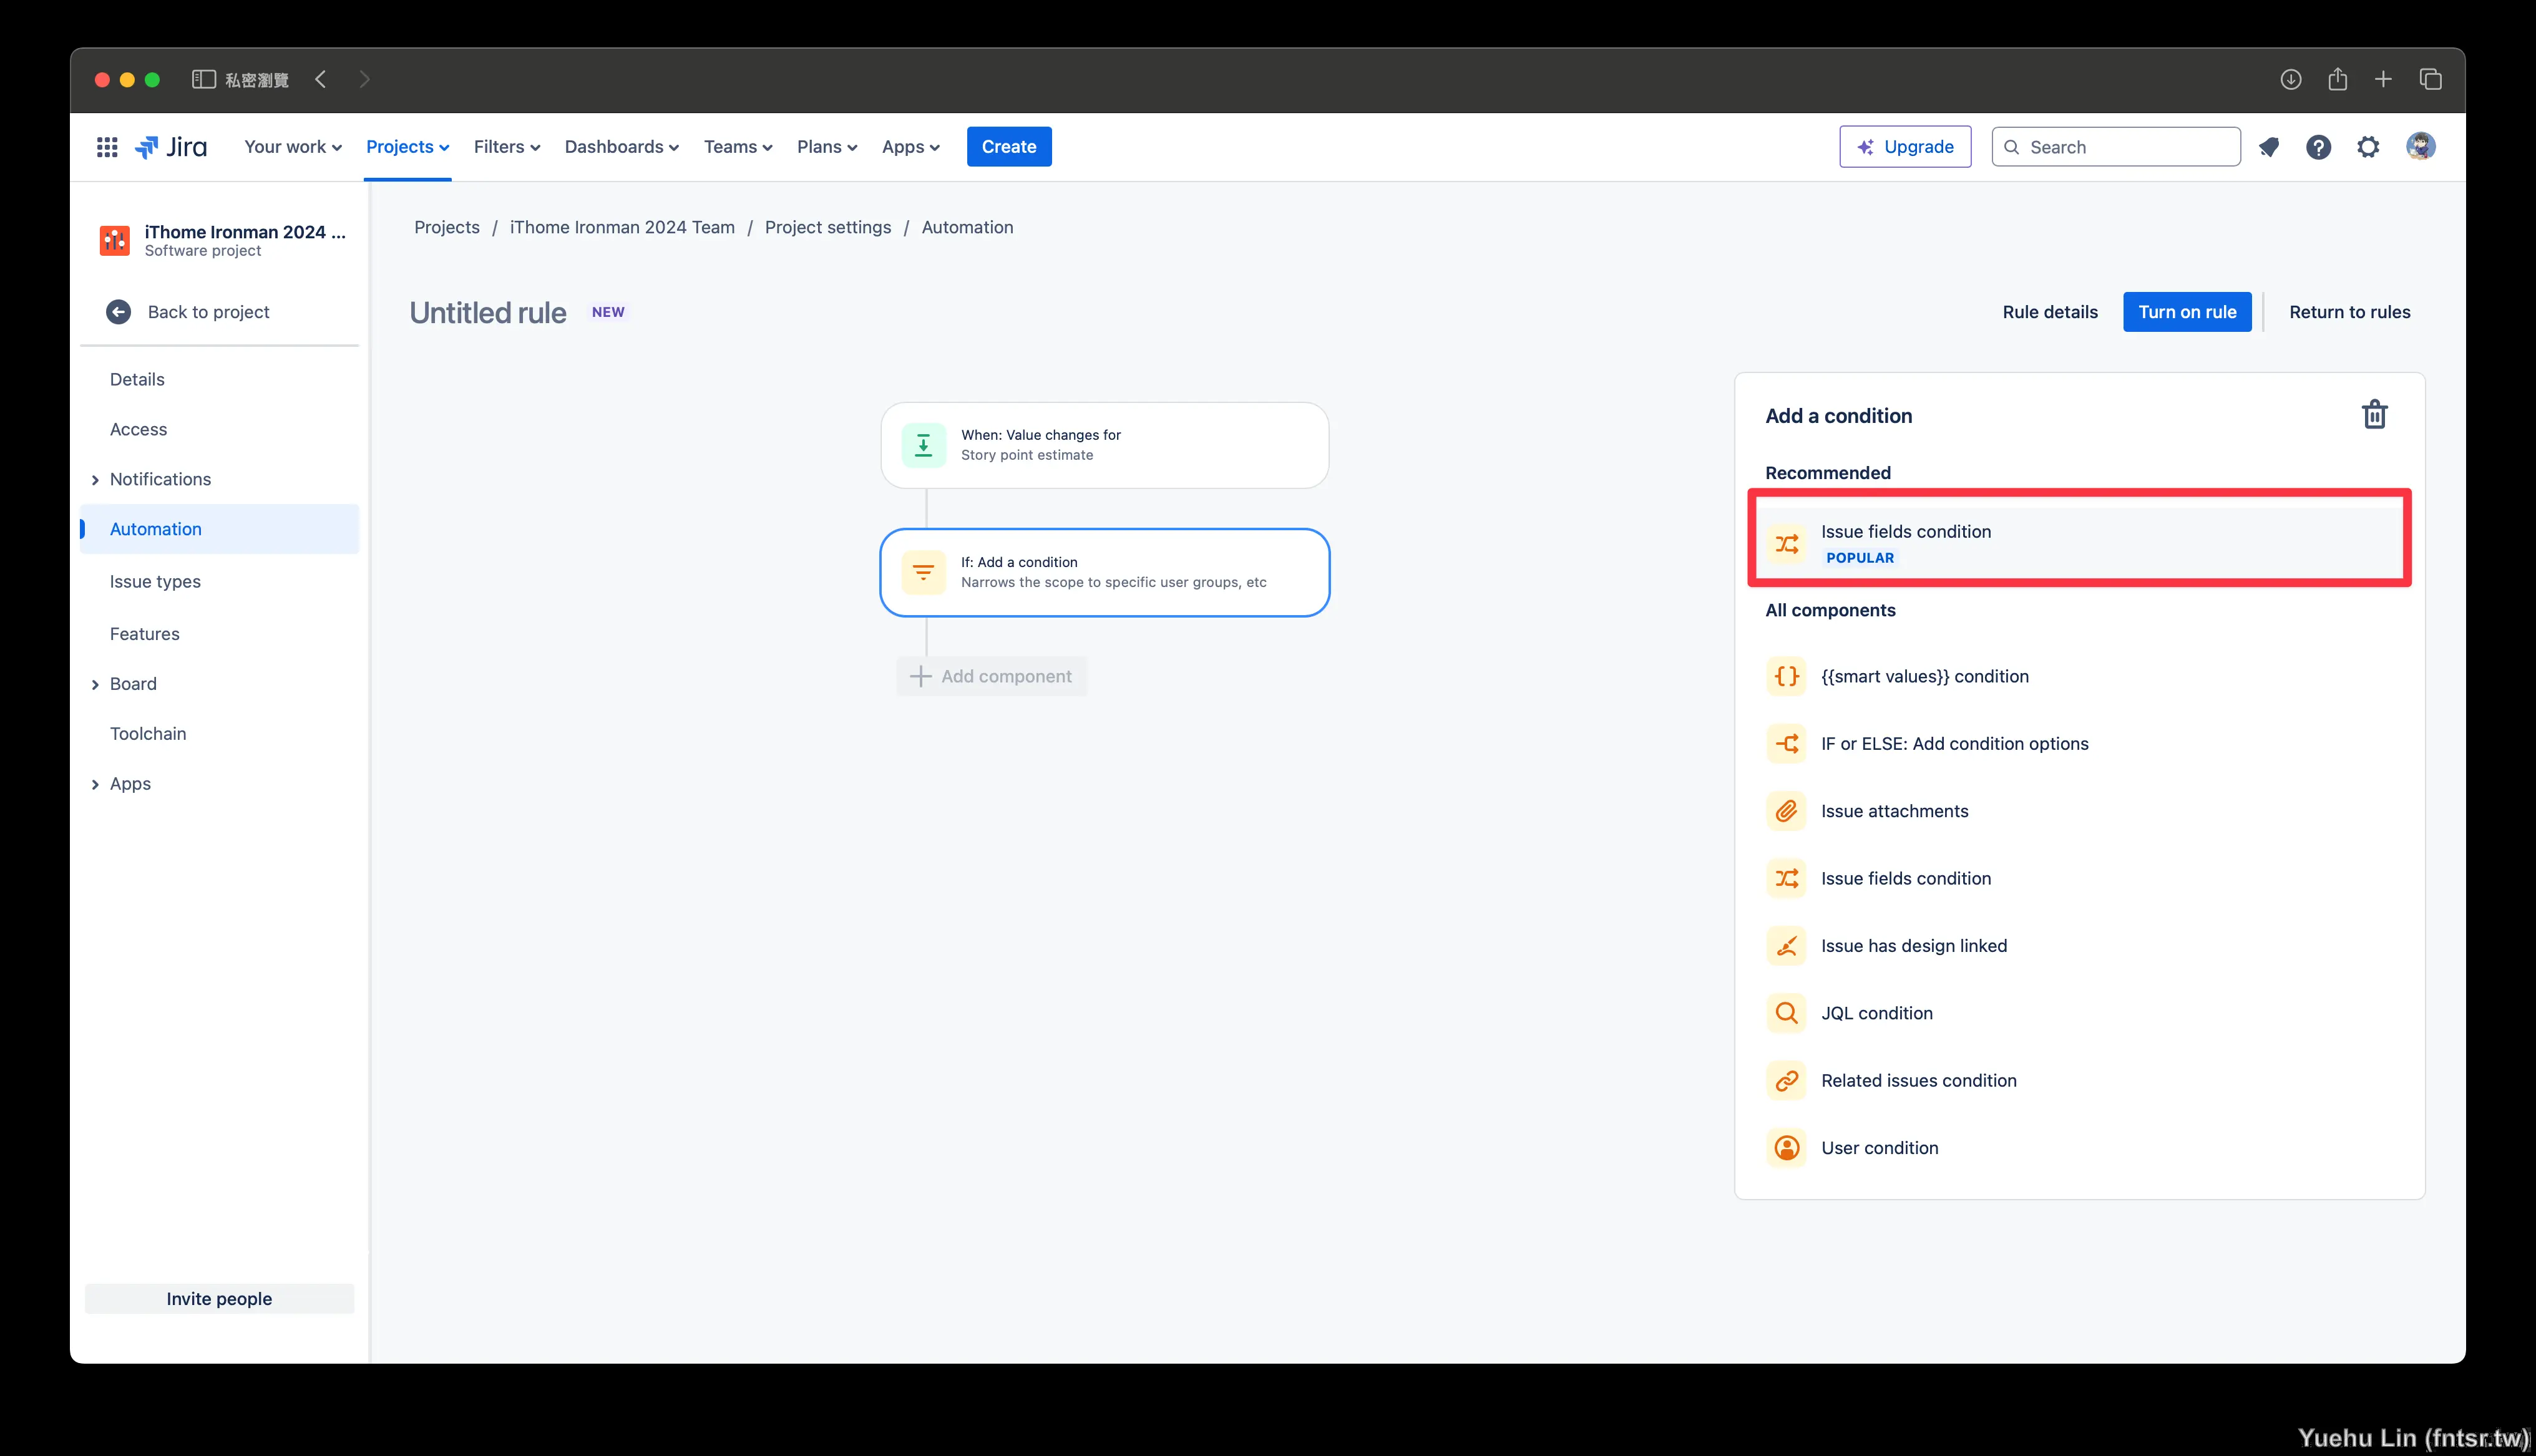 私密瀏覽
Jira
Your work
Projects
Filters
Dashboards
Teams
Plans
Apps
Create
Upgrade
Search
iThome Ironman 2024 ...
Software project
Back to project
Details
Access
Notifications
Automation
Issue types
Features
Board
Toolchain
Apps
Invite people
Projects / iThome Ironman 2024 Team / Project settings / Automation
Untitled rule NEW
Rule details
Turn on rule
Return to rules
When: Value changes for
Story point estimate
If: Add a condition
Narrows the scope to specific user groups, etc
Add component
Add a condition
Recommended
Issue fields condition
POPULAR
All components
{{smart values}} condition
IF or ELSE: Add condition options
Issue attachments
Issue fields condition
Issue has design linked
JQL condition
Related issues condition
User condition
Yuehu Lin (fntsr.tw)